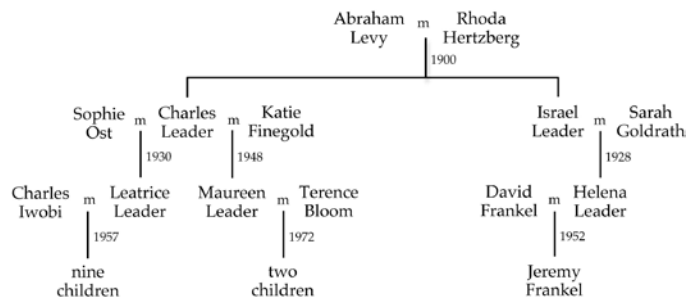 Abraham Levy m Rhoda Hertzberg
1900
Sophie Ost m Charles Leader m Katie Finegold
Israel Leader m Sarah Goldrath
1930
1948
1928
Charles Iwobi m Leatrice Leader
Maureen Leader m Terence Bloom
David Frankel m Helena Leader
1957
1972
1952
nine children
two children
Jeremy Frankel